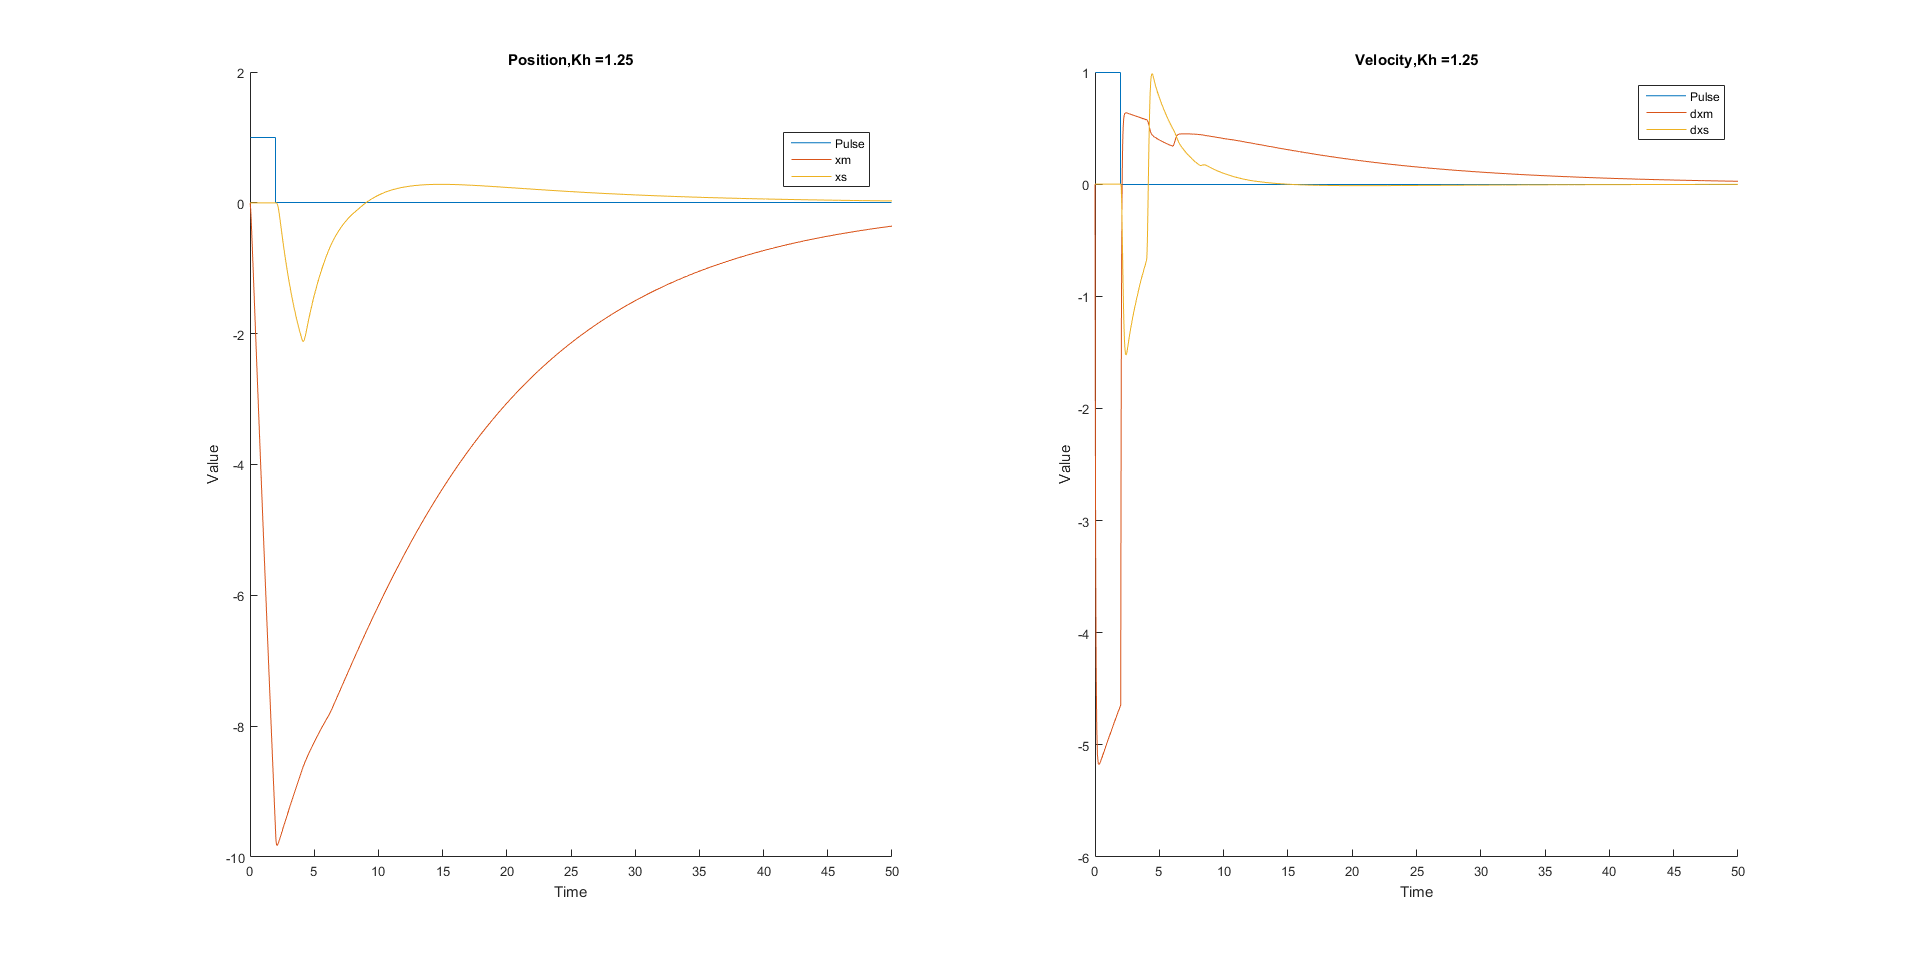 Position,Kh =1.25
2
0
-2
-4
-6
-8
-10
Value
0 5 10 15 20 25 30 35 40 45 50
Time
Pulse
xm
xs
Velocity,Kh =1.25
1
0
-1
-2
-3
-4
-5
-6
Value
0 5 10 15 20 25 30 35 40 45 50
Time
Pulse
dxm
dxs